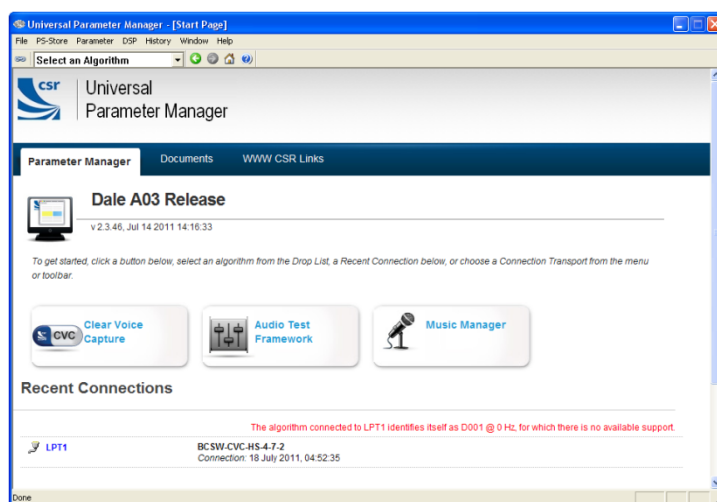 Universal Parameter Manager - [Start Page]
File PS-Store Parameter DSP History Window Help
Select an Algorithm
csr
Universal
Parameter Manager
Parameter Manager Documents WWW CSR Links
Dale A03 Release
v 2.3.46, Jul 14 2011 14:16:33
To get started, click a button below, select an algorithm from the Drop List, a Recent Connection below, or choose a Connection Transport from the menu
or toolbar.
CVC Clear Voice
Capture
Audio Test
Framework
Music Manager
Recent Connections
The algorithm connected to LPT1 identifies itself as D001 @ 0 Hz, for which there is no available support.
LPT1 BCSW-CVC-HS-4-7-2
Connection: 18 July 2011, 04:52:35
Done